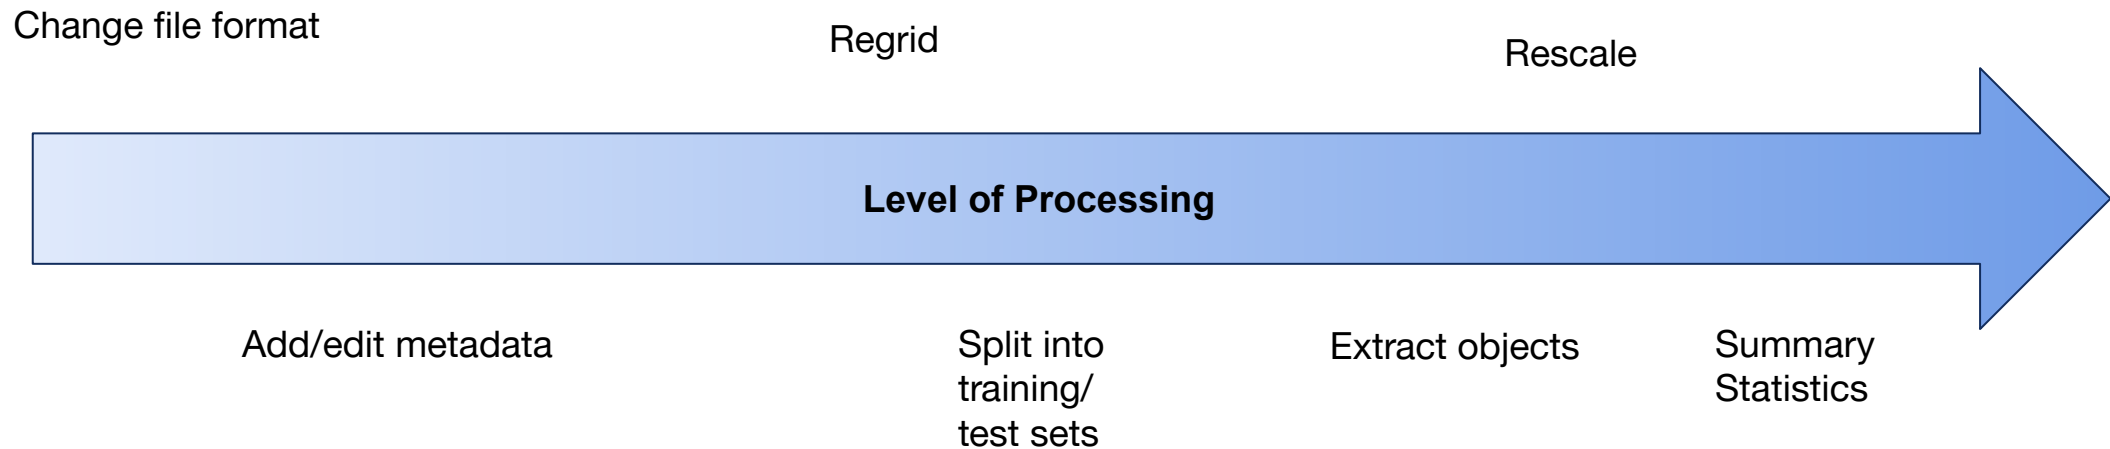 Change file format
Regrid
Rescale
Level of Processing
Add/edit metadata
Split into
training/
test sets
Extract objects
Summary
Statistics